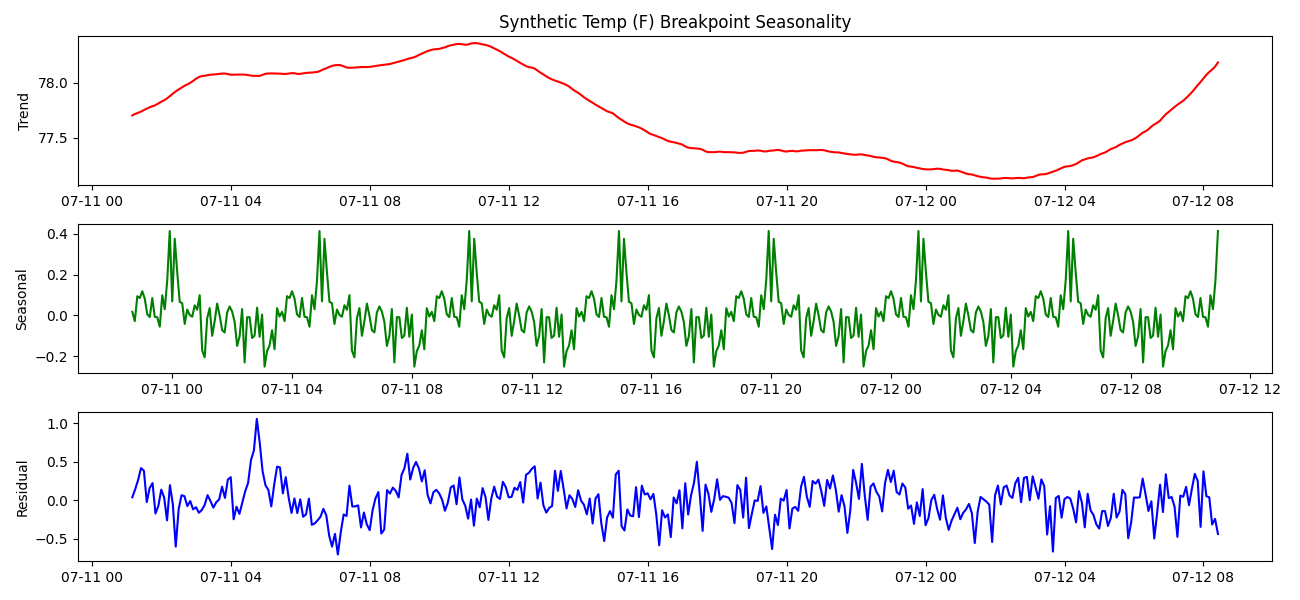 Synthetic Temp (F) Breakpoint Seasonality
Trend
78.0
77.5
07-11 00 07-11 04 07-11 08 07-11 12 07-11 16 07-11 20 07-12 00 07-12 04 07-12 08
Seasonal
0.4
0.2
0.0
−0.2
07-11 00 07-11 04 07-11 08 07-11 12 07-11 16 07-11 20 07-12 00 07-12 04 07-12 08 07-12 12
Residual
1.0
0.5
0.0
−0.5
07-11 00 07-11 04 07-11 08 07-11 12 07-11 16 07-11 20 07-12 00 07-12 04 07-12 08